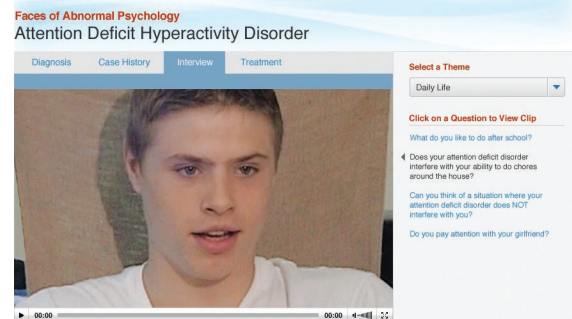 Faces of Abnormal Psychology
Attention Deficit Hyperactivity Disorder
Diagnosis Case History Interview Treatment
Select a Theme
Daily Life
Click on a Question to View Clip
What do you like to do after school?
Does your attention deficit disorder
interfere with your ability to do chores
around the house?
Can you think of a situation where your
attention deficit disorder does NOT
interfere with you?
Do you pay attention with your girlfriend?
00:00 00:00